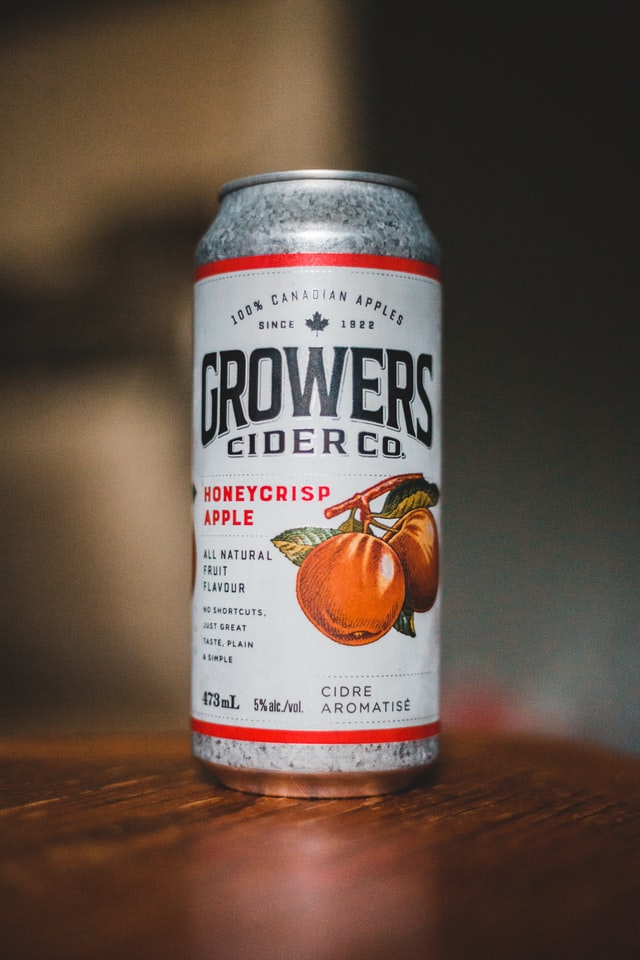 100% CANADIAN APPLES
SINCE 1922
GROWERS
CIDER CO.
HONEYCRISP
APPLE
ALL NATURAL
FRUIT
FLAVOUR
NO SHORTCUTS,
JUST GREAT
TASTE, PLAIN
& SIMPLE
473mL 5% alc./vol.
CIDRE
AROMATISÉ